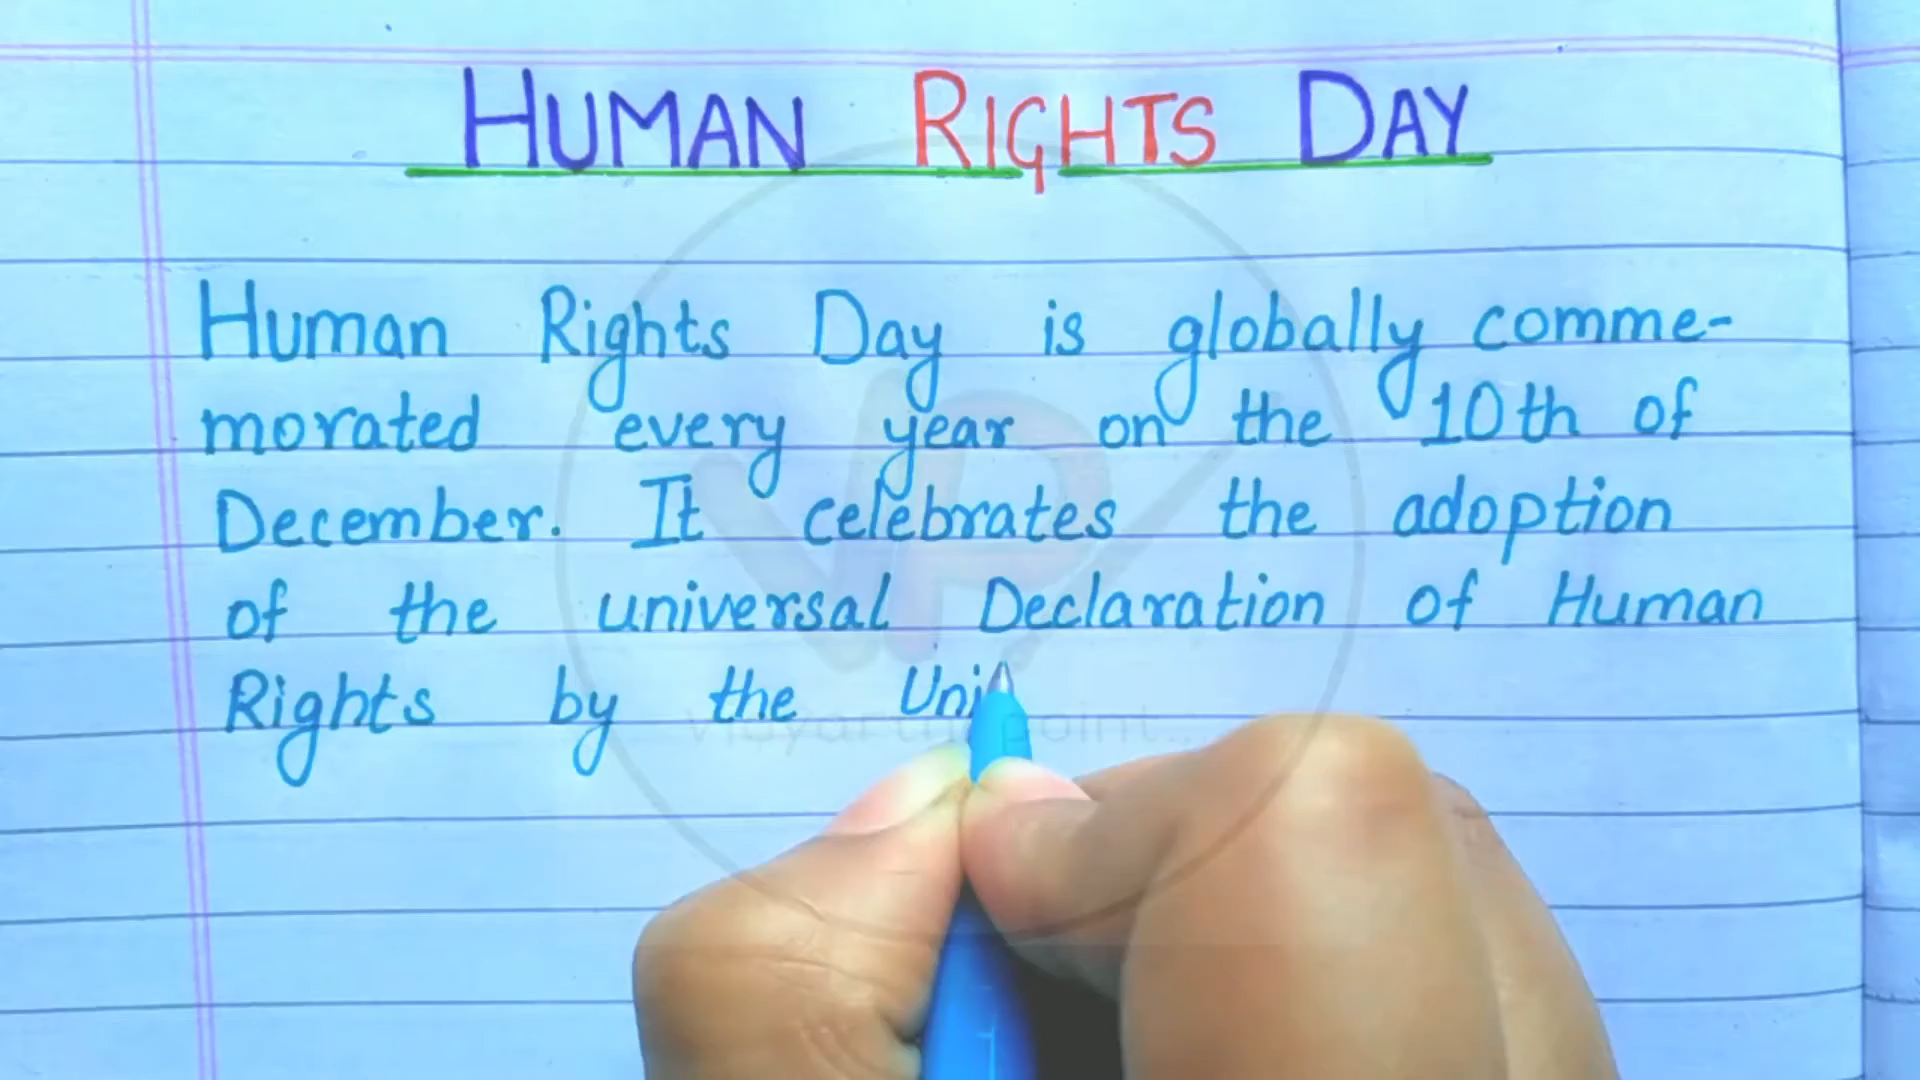 HUMAN RIGHTS DAY
Human Rights Day is globally comme-
morated every year on the 10th of
December. It celebrates the adoption
of the universal Declaration of Human
Rights by the Uni